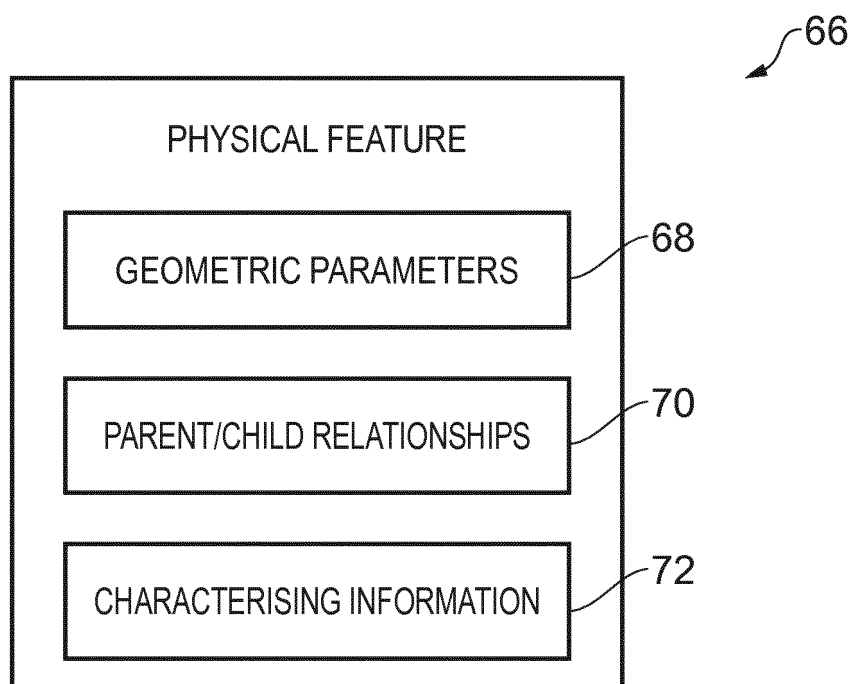 66
PHYSICAL FEATURE
GEOMETRIC PARAMETERS
68
PARENT/CHILD RELATIONSHIPS
70
CHARACTERISING INFORMATION
72